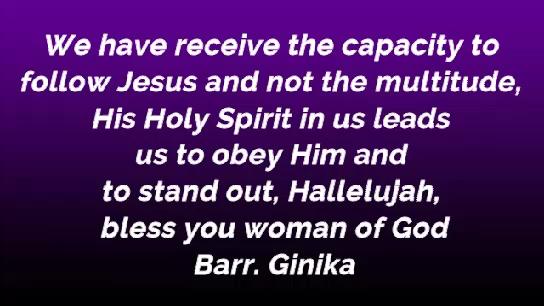 We have receive the capacity to
follow Jesus and not the multitude,
His Holy Spirit in us leads
us to obey Him and
to stand out, Hallelujah,
bless you woman of God
Barr. Ginika